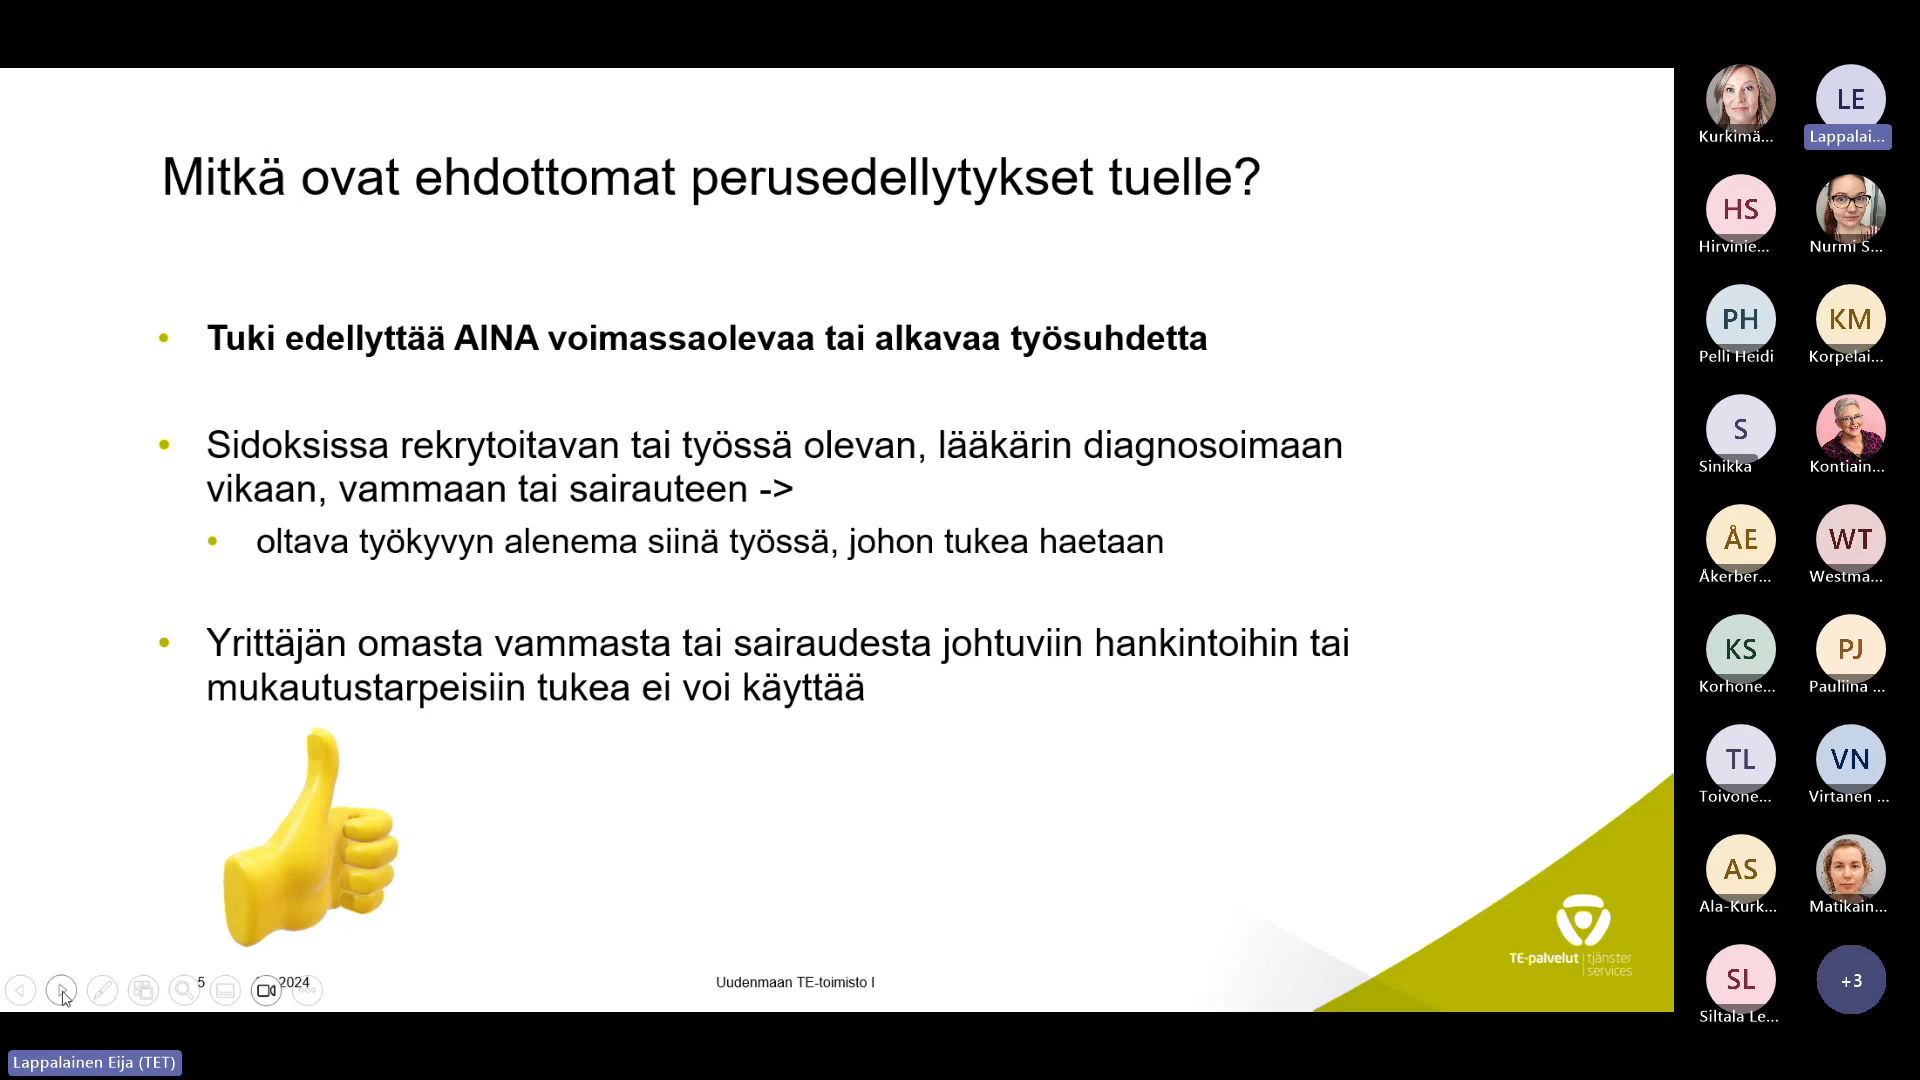 Mitkä ovat ehdottomat perusedellytykset tuelle?
• Tuki edellyttää AINA voimassaolevaa tai alkavaa työsuhdetta
• Sidoksissa rekrytoitavan tai työssä olevan, lääkärin diagnosoimaan
vikaan, vammaan tai sairauteen ->
• oltava työkyvyn alenema siinä työssä, johon tukea haetaan
• Yrittäjän omasta vammasta tai sairaudesta johtuviin hankintoihin tai
mukautustarpeisiin tukea ei voi käyttää
5
2024
Uudenmaan TE-toimisto I
TE-palvelut tjänster
services
Lappalainen Eija (TET)
Kurkimä...
LE
Lappalai...
HS
Hirvinie...
Nurmi S...
PH
Pelli Heidi
KM
Korpelai...
S
Sinikka
Kontiain...
ÅE
Åkerber...
WT
Westma...
KS
Korhone...
PJ
Pauliina ...
TL
Toivone...
VN
Virtanen ...
AS
Ala-Kurk...
Matikain...
SL
Siltala Le...
+3